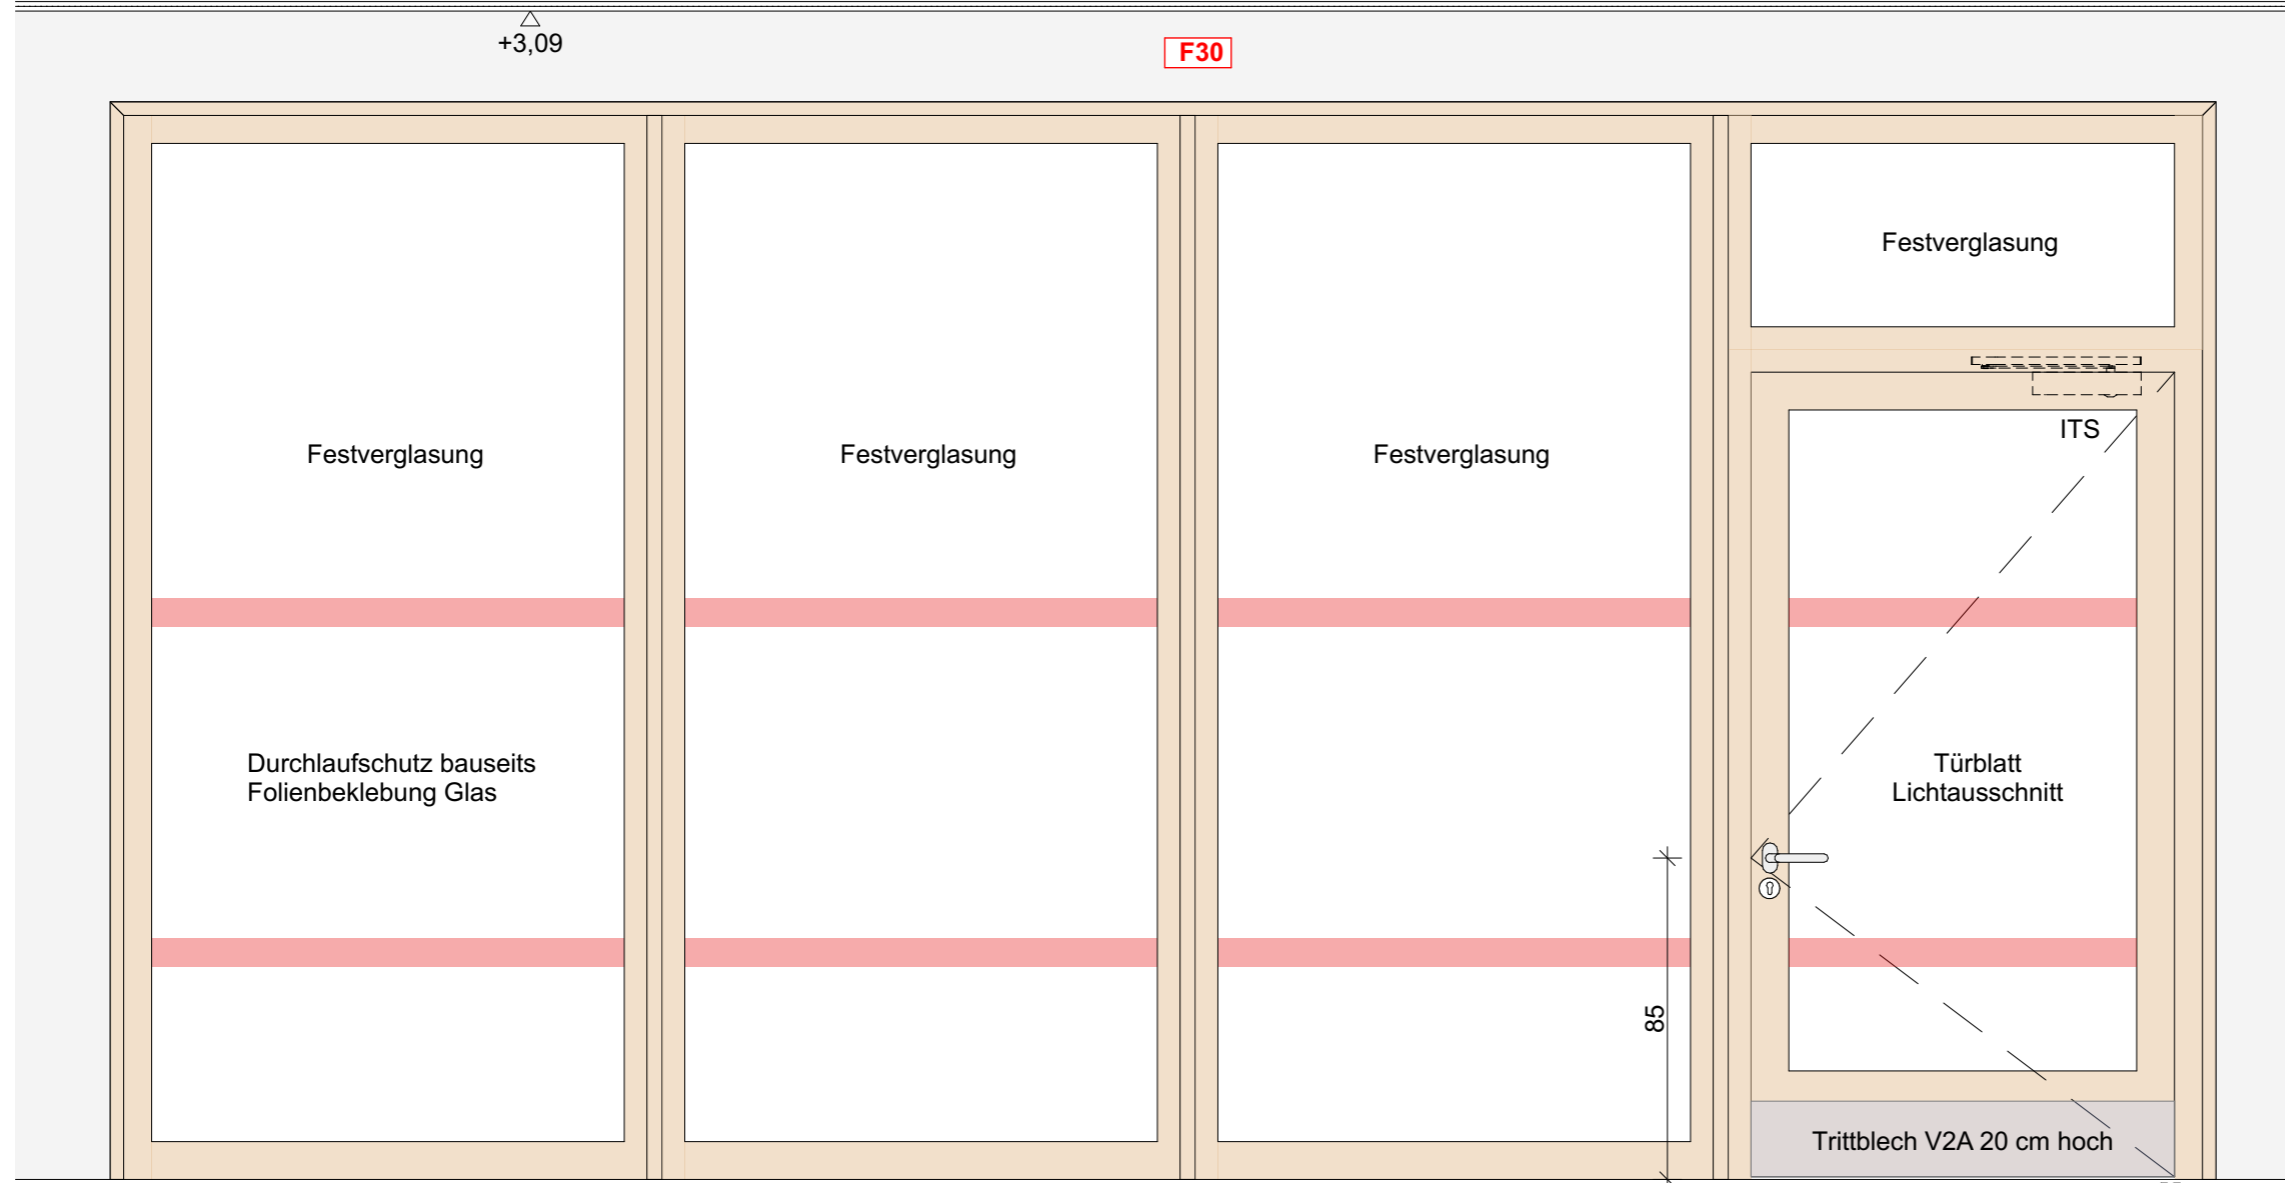 +3,09
F30
Festverglasung
ITS
Festverglasung
Festverglasung
Festverglasung
Durchlaufschutz bauseits
Folienbeklebung Glas
Türblatt
Lichtausschnitt
85
Trittblech V2A 20 cm hoch